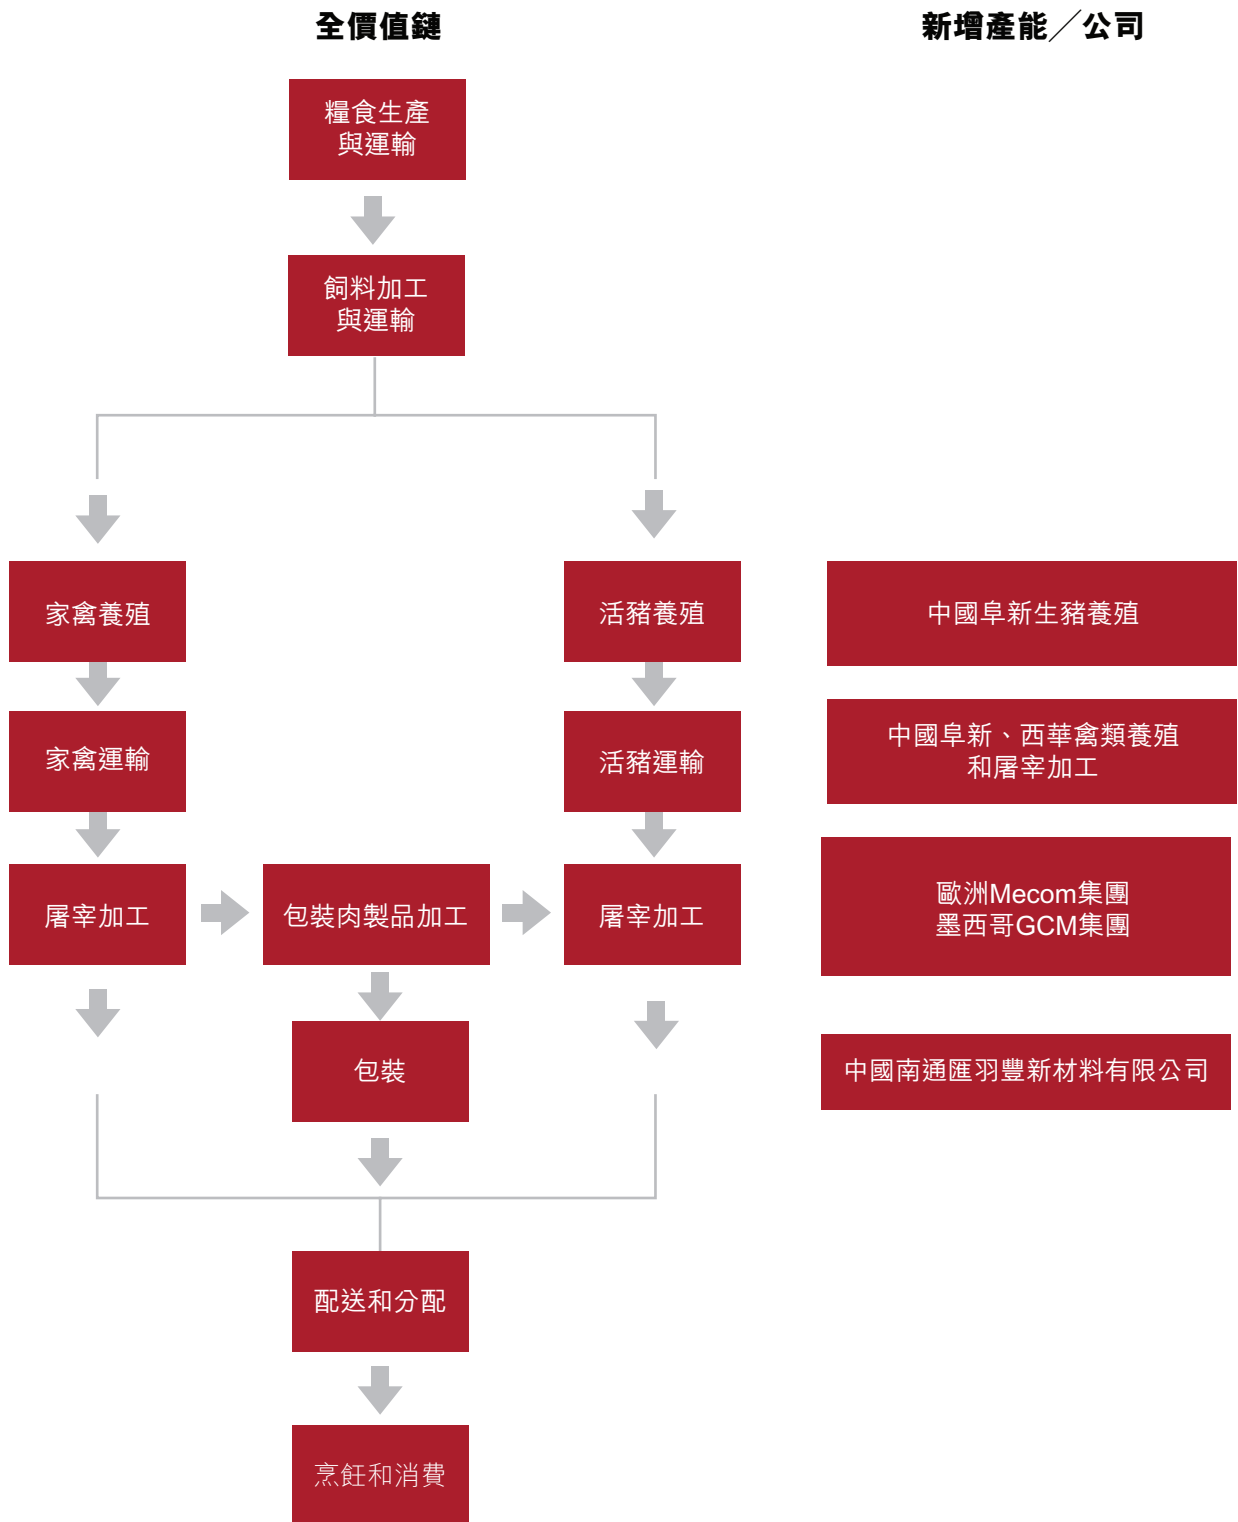 全價值鏈
新增產能／公司
糧食生產
與運輸
飼料加工
與運輸
家禽養殖
活豬養殖
中國阜新生豬養殖
家禽運輸
活豬運輸
中國阜新、西華禽類養殖
和屠宰加工
屠宰加工
包裝肉製品加工
屠宰加工
歐洲Mecom集團
墨西哥GCM集團
包裝
中國南通匯羽豐新材料有限公司
配送和分配
烹飪和消費